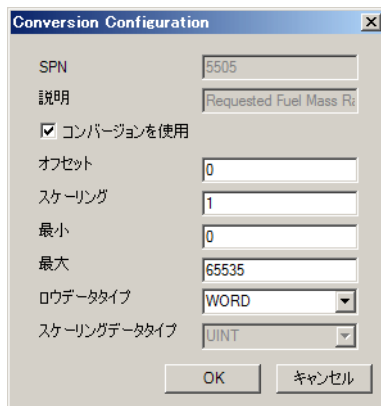 Conversion Configuration
SPN 5505
説明 Requested Fuel Mass Ra
コンバージョンを使用
オフセット 0
スケーリング 1
最小 0
最大 65535
ロウデータタイプ WORD
スケーリングデータタイプ UINT
OK キャンセル